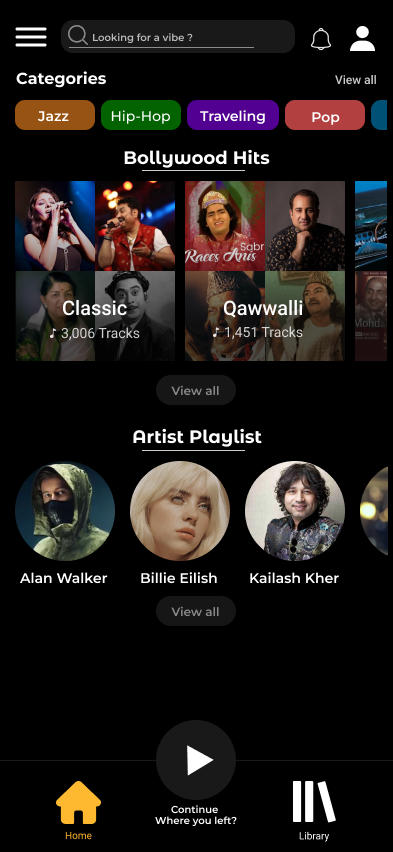 Looking for a vibe ?
Categories
View all
Jazz
Hip-Hop
Traveling
Pop
Bollywood Hits
Sabr
Raees Anis
Classic
3,006 Tracks
Qawwalli
1,451 Tracks
Mohd.
View all
Artist Playlist
Alan Walker
Billie Eilish
Kailash Kher
View all
Continue
Where you left?
Home
Library